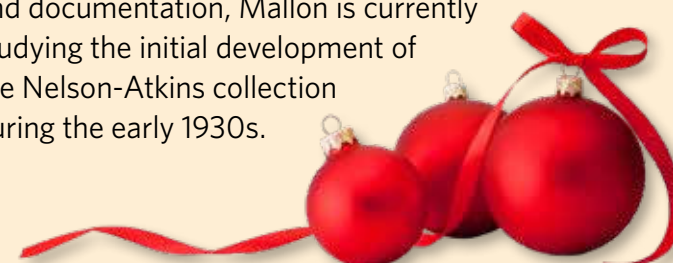 nd documentation, Mallon is currently
udying the initial development of
e Nelson-Atkins collection
uring the early 1930s.